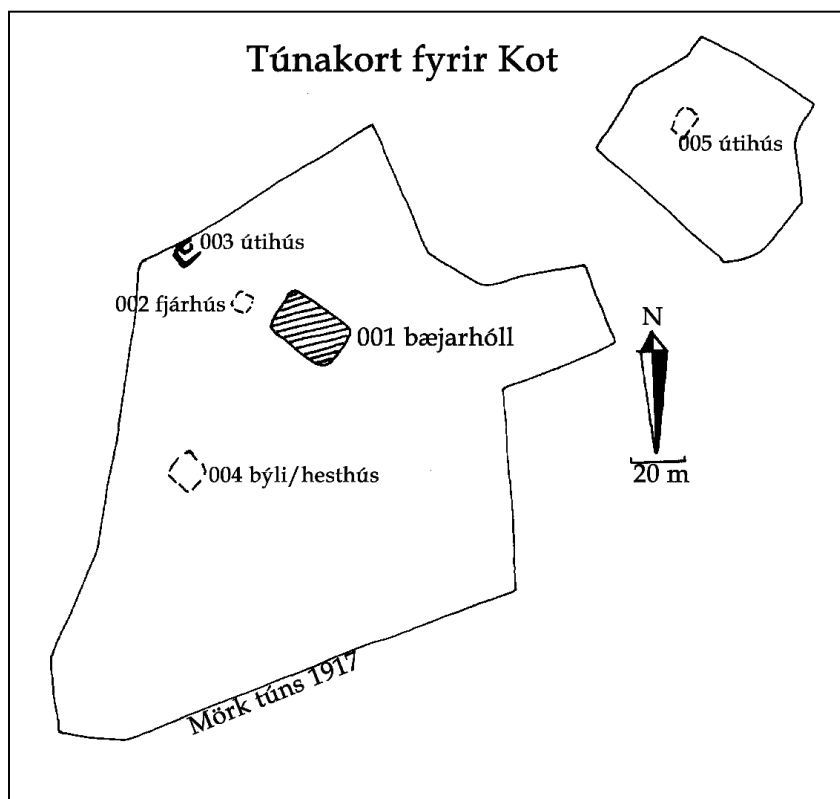 Túnakort fyrir Kot
005 útihús
003 útihús
002 fjárhús
001 bæjarhóll
N
004 býli/hesthús
20 m
Mörk túns 1917